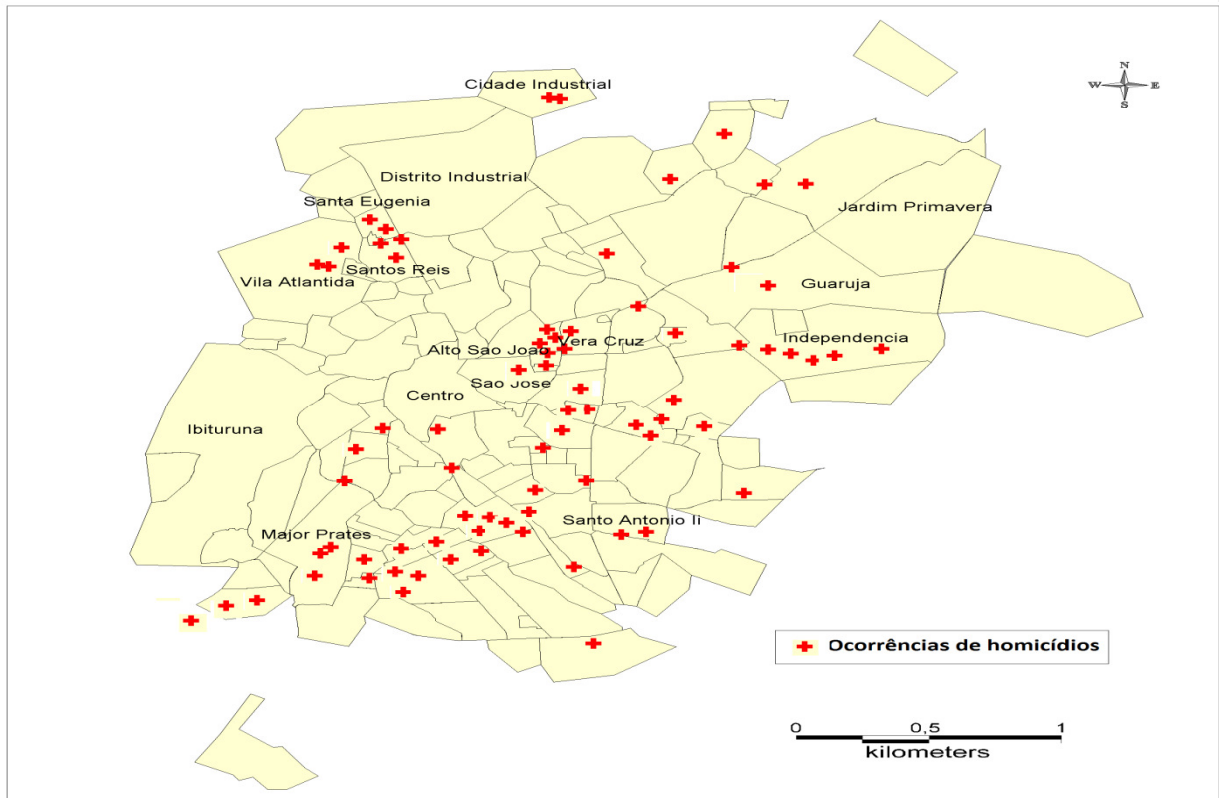 Cidade Industrial
N
W E
S
Distrito Industrial
Santa Eugenia
Jardim Primavera
Santos Reis
Vila Atlantida
Guaruja
Independencia
Vera Cruz
Alto Sao Joao
Sao Jose
Centro
Ibituruna
Santo Antonio Ii
Major Prates
Ocorrências de homicídios
0 0,5 1
kilometers